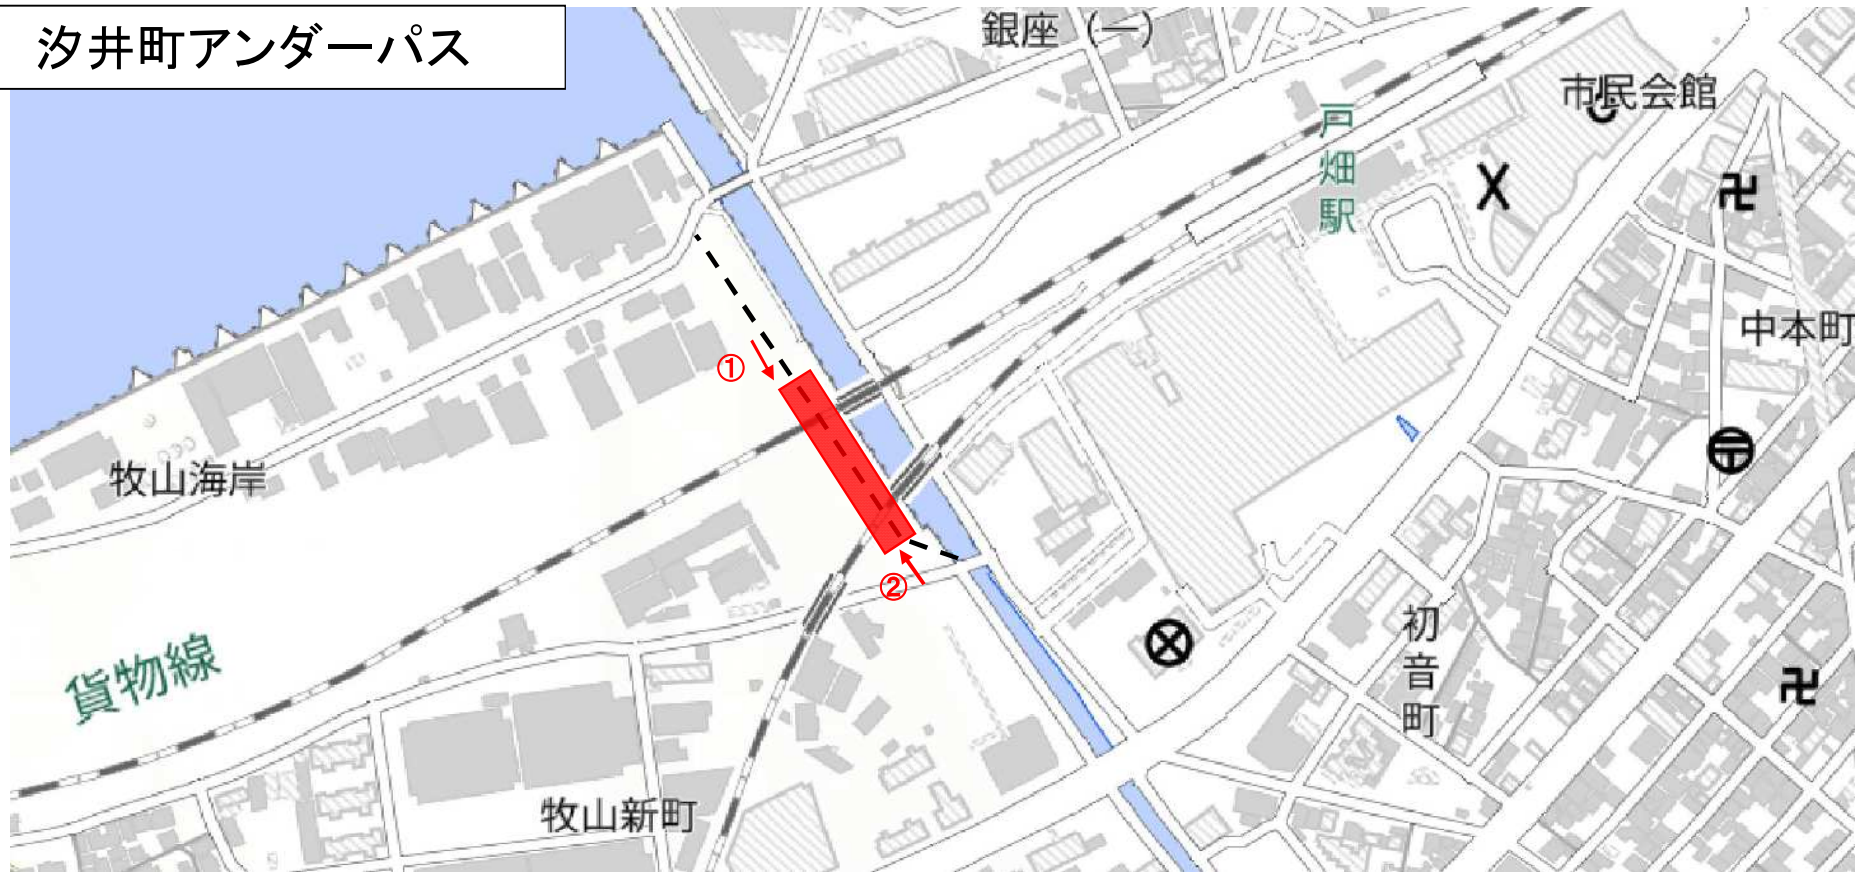 汐井町アンダーパス
銀座（一）
市民会館
戸畑駅
中本町
①
牧山海岸
②
初音町
貨物線
牧山新町